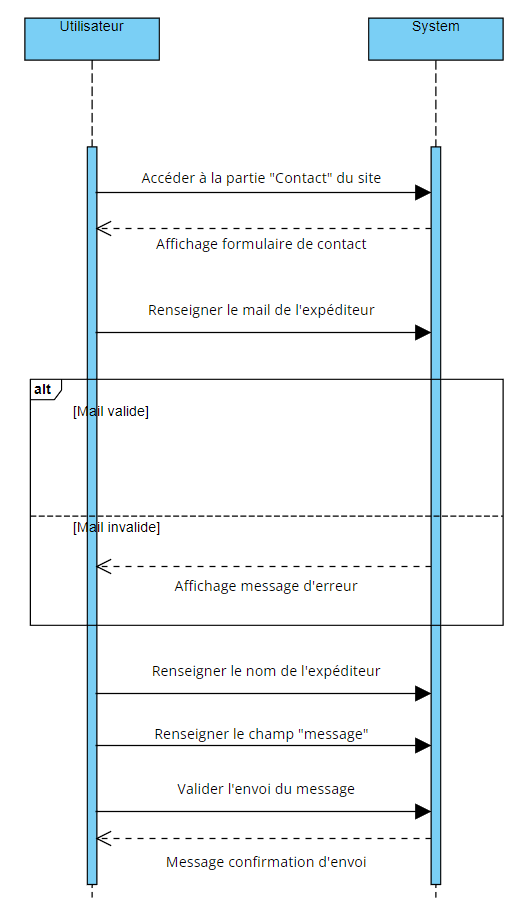 Utilisateur
System
Accéder à la partie "Contact" du site
Affichage formulaire de contact
Renseigner le mail de l'expéditeur
alt
[Mail valide]
[Mail invalide]
Affichage message d'erreur
Renseigner le nom de l'expéditeur
Renseigner le champ "message"
Valider l'envoi du message
Message confirmation d'envoi